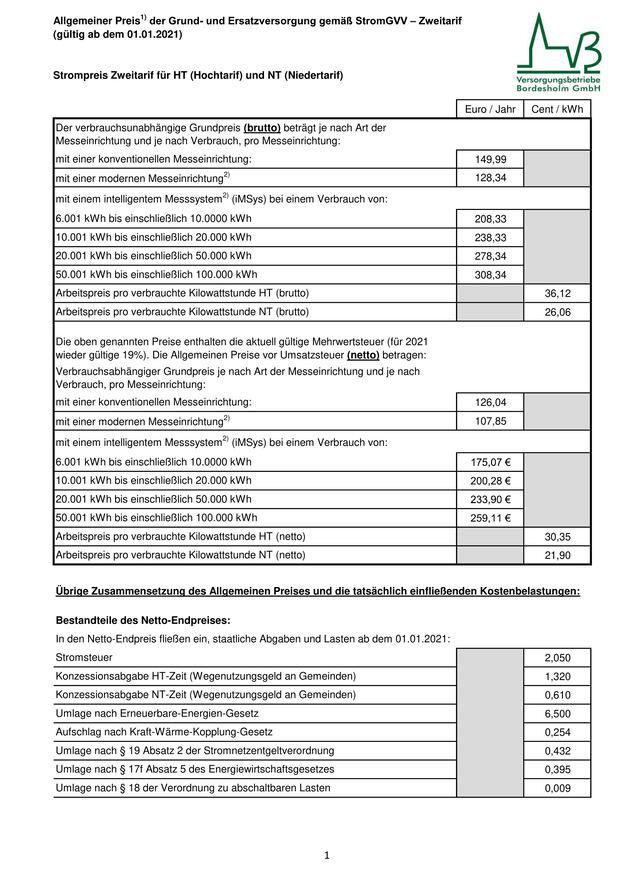 Allgemeiner Preis1) der Grund- und Ersatzversorgung gemäß StromGVV – Zweitarif
(gültig ab dem 01.01.2021)
Strompreis Zweitarif für HT (Hochtarif) und NT (Niedertarif)
VB
Versorgungsbetriebe
Bordesholm GmbH
Euro / Jahr Cent / kWh
Der verbrauchsunabhängige Grundpreis (brutto) beträgt je nach Art der
Messeinrichtung und je nach Verbrauch, pro Messeinrichtung:
mit einer konventionellen Messeinrichtung: 149,99
mit einer modernen Messeinrichtung2) 128,34
mit einem intelligentem Messsystem2) (iMSys) bei einem Verbrauch von:
6.001 kWh bis einschließlich 10.0000 kWh 208,33
10.001 kWh bis einschließlich 20.000 kWh 238,33
20.001 kWh bis einschließlich 50.000 kWh 278,34
50.001 kWh bis einschließlich 100.000 kWh 308,34
Arbeitspreis pro verbrauchte Kilowattstunde HT (brutto) 36,12
Arbeitspreis pro verbrauchte Kilowattstunde NT (brutto) 26,06
Die oben genannten Preise enthalten die aktuell gültige Mehrwertsteuer (für 2021
wieder gültige 19%). Die Allgemeinen Preise vor Umsatzsteuer (netto) betragen:
Verbrauchsabhängiger Grundpreis je nach Art der Messeinrichtung und je nach
Verbrauch, pro Messeinrichtung:
mit einer konventionellen Messeinrichtung: 126,04
mit einer modernen Messeinrichtung2) 107,85
mit einem intelligentem Messsystem2) (iMSys) bei einem Verbrauch von:
6.001 kWh bis einschließlich 10.0000 kWh 175,07 €
10.001 kWh bis einschließlich 20.000 kWh 200,28 €
20.001 kWh bis einschließlich 50.000 kWh 233,90 €
50.001 kWh bis einschließlich 100.000 kWh 259,11 €
Arbeitspreis pro verbrauchte Kilowattstunde HT (netto) 30,35
Arbeitspreis pro verbrauchte Kilowattstunde NT (netto) 21,90
Übrige Zusammensetzung des Allgemeinen Preises und die tatsächlich einfließenden Kostenbelastungen:
Bestandteile des Netto-Endpreises:
In den Netto-Endpreis fließen ein, staatliche Abgaben und Lasten ab dem 01.01.2021:
Stromsteuer 2,050
Konzessionsabgabe HT-Zeit (Wegenutzungsgeld an Gemeinden) 1,320
Konzessionsabgabe NT-Zeit (Wegenutzungsgeld an Gemeinden) 0,610
Umlage nach Erneuerbare-Energien-Gesetz 6,500
Aufschlag nach Kraft-Wärme-Kopplung-Gesetz 0,254
Umlage nach § 19 Absatz 2 der Stromnetzentgeltverordnung 0,432
Umlage nach § 17f Absatz 5 des Energiewirtschaftsgesetzes 0,395
Umlage nach § 18 der Verordnung zu abschaltbaren Lasten 0,009
1